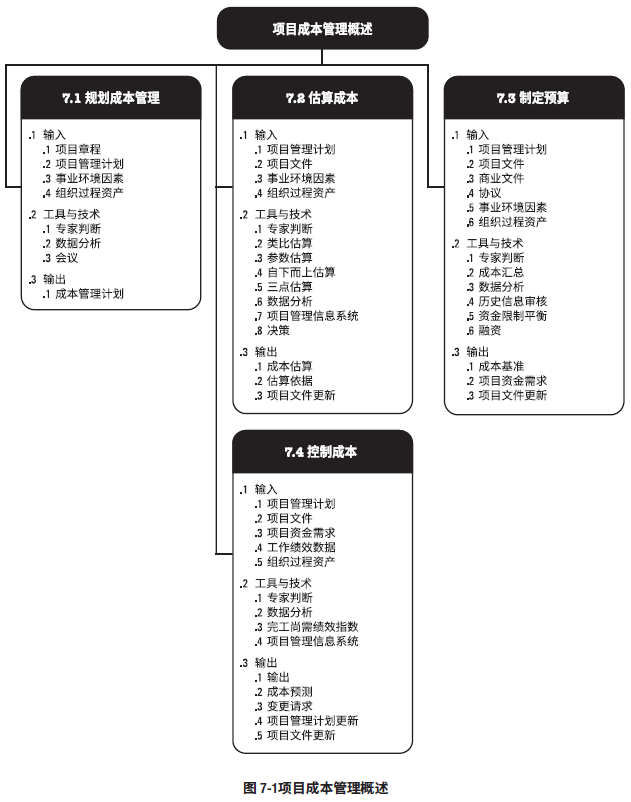 项目成本管理概述
7.1 规划成本管理
.1 输入
.1 项目章程
.2 项目管理计划
.3 事业环境因素
.4 组织过程资产
.2 工具与技术
.1 专家判断
.2 数据分析
.3 会议
.3 输出
.1 成本管理计划
7.2 估算成本
.1 输入
.1 项目管理计划
.2 项目文件
.3 事业环境因素
.4 组织过程资产
.2 工具与技术
.1 专家判断
.2 类比估算
.3 参数估算
.4 自下而上估算
.5 三点估算
.6 数据分析
.7 项目管理信息系统
.8 决策
.3 输出
.1 成本估算
.2 估算依据
.3 项目文件更新
7.3 制定预算
.1 输入
.1 项目管理计划
.2 项目文件
.3 商业文件
.4 协议
.5 事业环境因素
.6 组织过程资产
.2 工具与技术
.1 专家判断
.2 成本汇总
.3 数据分析
.4 历史信息审核
.5 资金限制平衡
.6 融资
.3 输出
.1 成本基准
.2 项目资金需求
.3 项目文件更新
7.4 控制成本
.1 输入
.1 项目管理计划
.2 项目文件
.3 项目资金需求
.4 工作绩效数据
.5 组织过程资产
.2 工具与技术
.1 专家判断
.2 数据分析
.3 完工尚需绩效指数
.4 项目管理信息系统
.3 输出
.1 输出
.2 成本预测
.3 变更请求
.4 项目管理计划更新
.5 项目文件更新
图 7-1项目成本管理概述